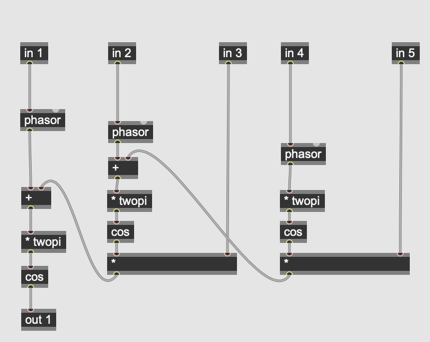 in 1
in 2
in 3
in 4
in 5
phasor
phasor
phasor
+
+
* twopi
* twopi
* twopi
cos
cos
*
*
cos
out 1